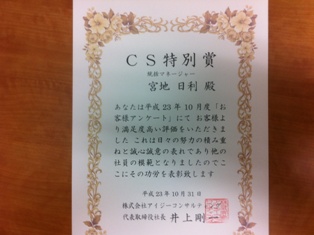 CS特別賞
統括マネージャー
宮地 日利 殿
あなたは平成23年10月度「お
客様アンケート」にて お客様よ
り満足度高い評価をいただきま
した これは日々の努力の積み重
ねと誠心誠意の表れであり他の
社員の模範となりましたのでこ
こにその功労を表彰致します
平成23年10月31日
株式会社アイジーコンサルティング
代表取締役社長 井上剛一